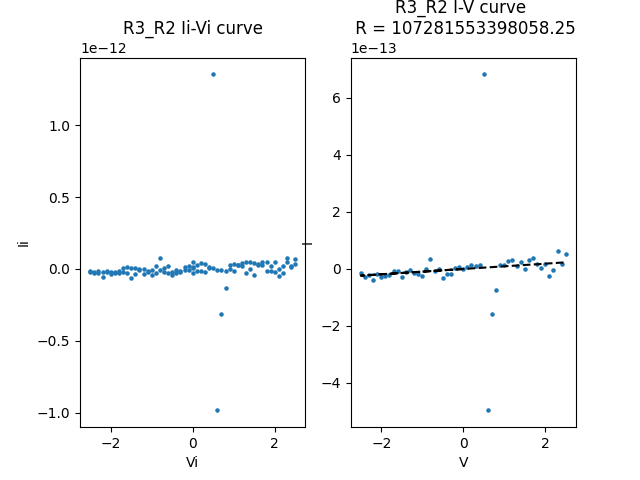 R3_R2 Ii-Vi curve
1e−12
1.0
0.5
0.0
−0.5
−1.0
Ii
−2
0
2
Vi
R3_R2 I-V curve
R = 107281553398058.25
1e−13
6
4
2
0
−2
−4
I
−2
0
2
V